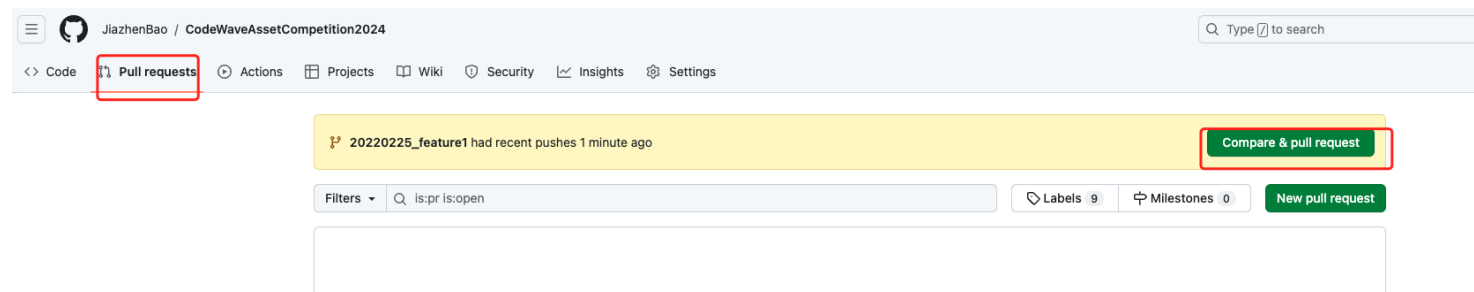 JiazhenBao / CodeWaveAssetCompetition2024
Type / to search
<> Code Pull requests Actions Projects Wiki Security Insights Settings
20220225_feature1 had recent pushes 1 minute ago
Compare & pull request
Filters is:pr is:open Labels 9 Milestones 0 New pull request